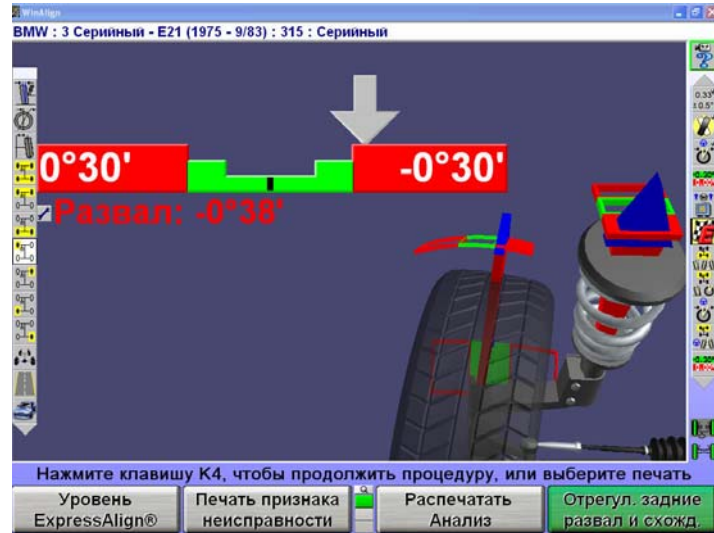 WinAlign
BMW : 3 Серийный - E21 (1975 - 9/83) : 315 : Серийный
0°30'
-0°30'
Развал: -0°38'
Нажмите клавишу K4, чтобы продолжить процедуру, или выберите печать
Уровень
ExpressAlign®
Печать признака
неисправности
Распечатать
Анализ
Отрегул. задние
развал и схожд.